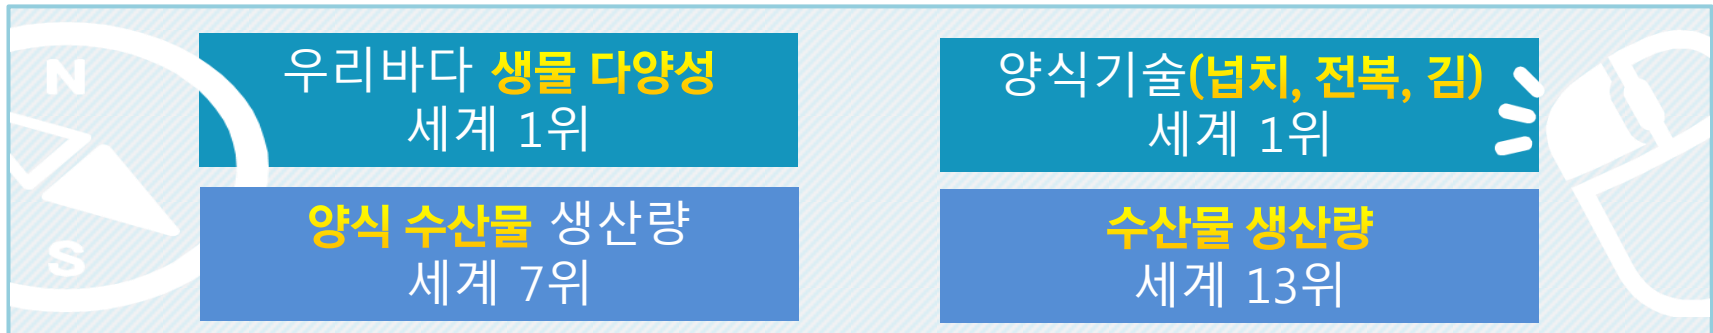 N
S
우리바다 생물 다양성
세계 1위
양식기술(넙치, 전복, 김)
세계 1위
양식 수산물 생산량
세계 7위
수산물 생산량
세계 13위